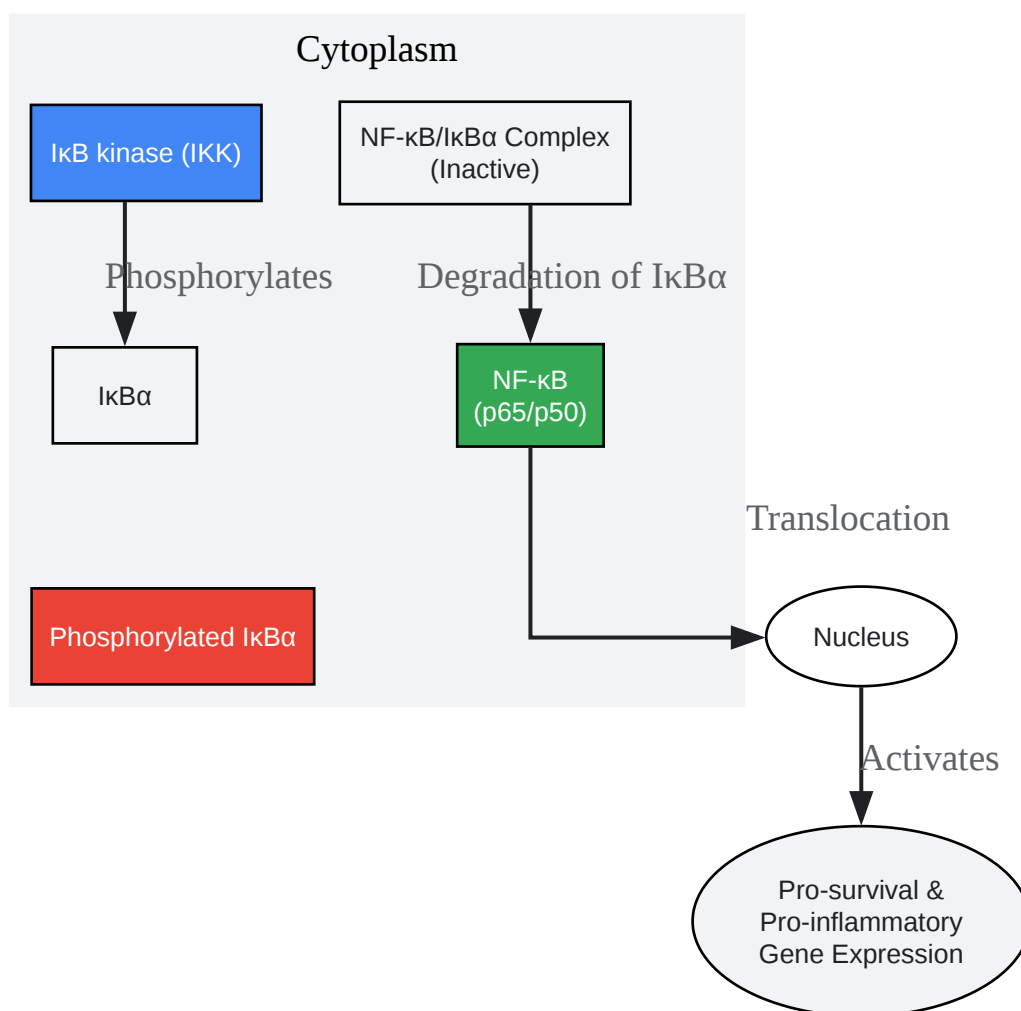 Cytoplasm
IκB kinase (IKK)
NF-κB/IκBα Complex
(Inactive)
Phosphorylates
Degradation of IκBα
IκBα
NF-κB
(p65/p50)
Translocation
Phosphorylated IκBα
Nucleus
Activates
Pro-survival &
Pro-inflammatory
Gene Expression